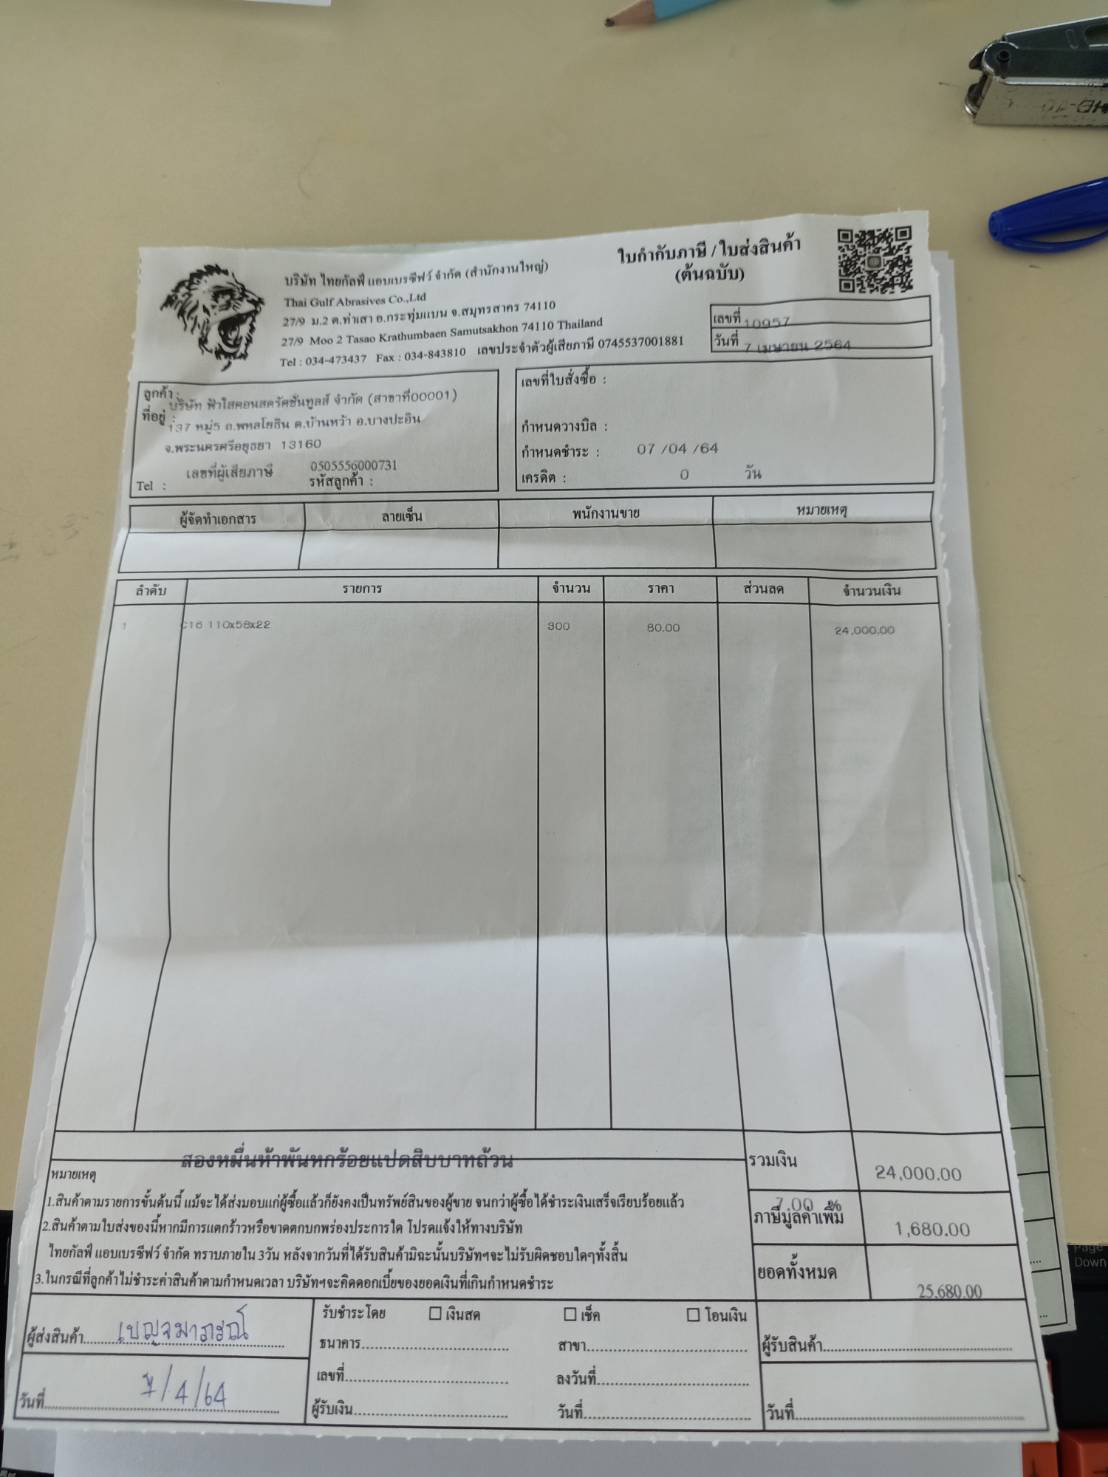 ใบกำกับภาษี / ใบส่งสินค้า
(ต้นฉบับ)
บริษัท ไทยกัลฟ์ แอบเบรซีฟว์ จำกัด (สำนักงานใหญ่)
Thai Gulf Abrasives Co.,Ltd
27/9 ม.2 ต.ท่าเสา อ.กระทุ่มแบน จ.สมุทรสาคร 74110
27/9 Moo 2 Tasao Krathumbaen Samutsakhon 74110 Thailand
Tel : 034-473437 Fax : 034-843810 เลขประจำตัวผู้เสียภาษี 0745537001881
เลขที่ 10957
วันที่ 7 เมษายน 2564
ลูกค้า :
บริษัท ฟ้าใสคอนสตรัคชั่นทูลส์ จำกัด (สาขาที่00001)
ที่อยู่ : 137 หมู่5 ถ.พหลโยธิน ต.บ้านหว้า อ.บางปะอิน
จ.พระนครศรีอยุธยา 13160
เลขที่ผู้เสียภาษี 0505556000731
Tel : รหัสลูกค้า :
เลขที่ใบสั่งซื้อ :
กำหนดวางบิล :
กำหนดชำระ : 07 /04 /64
เครดิต : 0 วัน
ผู้จัดทำเอกสาร ลายเซ็น พนักงานขาย หมายเหตุ
ลำดับ รายการ จำนวน ราคา ส่วนลด จำนวนเงิน
1 C16 110x58x22 300 80.00 24,000.00
สองหมื่นห้าพันหกร้อยแปดสิบบาทถ้วน
หมายเหตุ
1.สินค้าตามรายการข้างต้นนี้ แม้จะได้ส่งมอบแก่ผู้ซื้อแล้วก็ยังคงเป็นทรัพย์สินของผู้ขาย จนกว่าผู้ซื้อได้ชำระเงินเสร็จเรียบร้อยแล้ว
2.สินค้าตามใบส่งของนี้หากมีการแตกร้าวหรือขาดตกบกพร่องประการใด โปรดแจ้งให้ทางบริษัท
ไทยกัลฟ์ แอบเบรซีฟว์ จำกัด ทราบภายใน 3วัน หลังจากวันที่ได้รับสินค้ามิฉะนั้นบริษัทฯจะไม่รับผิดชอบใดๆทั้งสิ้น
3.ในกรณีที่ลูกค้าไม่ชำระค่าสินค้าตามกำหนดเวลา บริษัทฯจะคิดดอกเบี้ยของยอดเงินที่เกินกำหนดชำระ
รวมเงิน 24,000.00
7.00 %
ภาษีมูลค่าเพิ่ม 1,680.00
ยอดทั้งหมด 25,680.00
ผู้ส่งสินค้า เบญจมาภรณ์
วันที่ 7/4/64
รับชำระโดย เงินสด เช็ค โอนเงิน
ธนาคาร สาขา
เลขที่ ลงวันที่
ผู้รับเงิน วันที่
ผู้รับสินค้า
วันที่
Page
Down